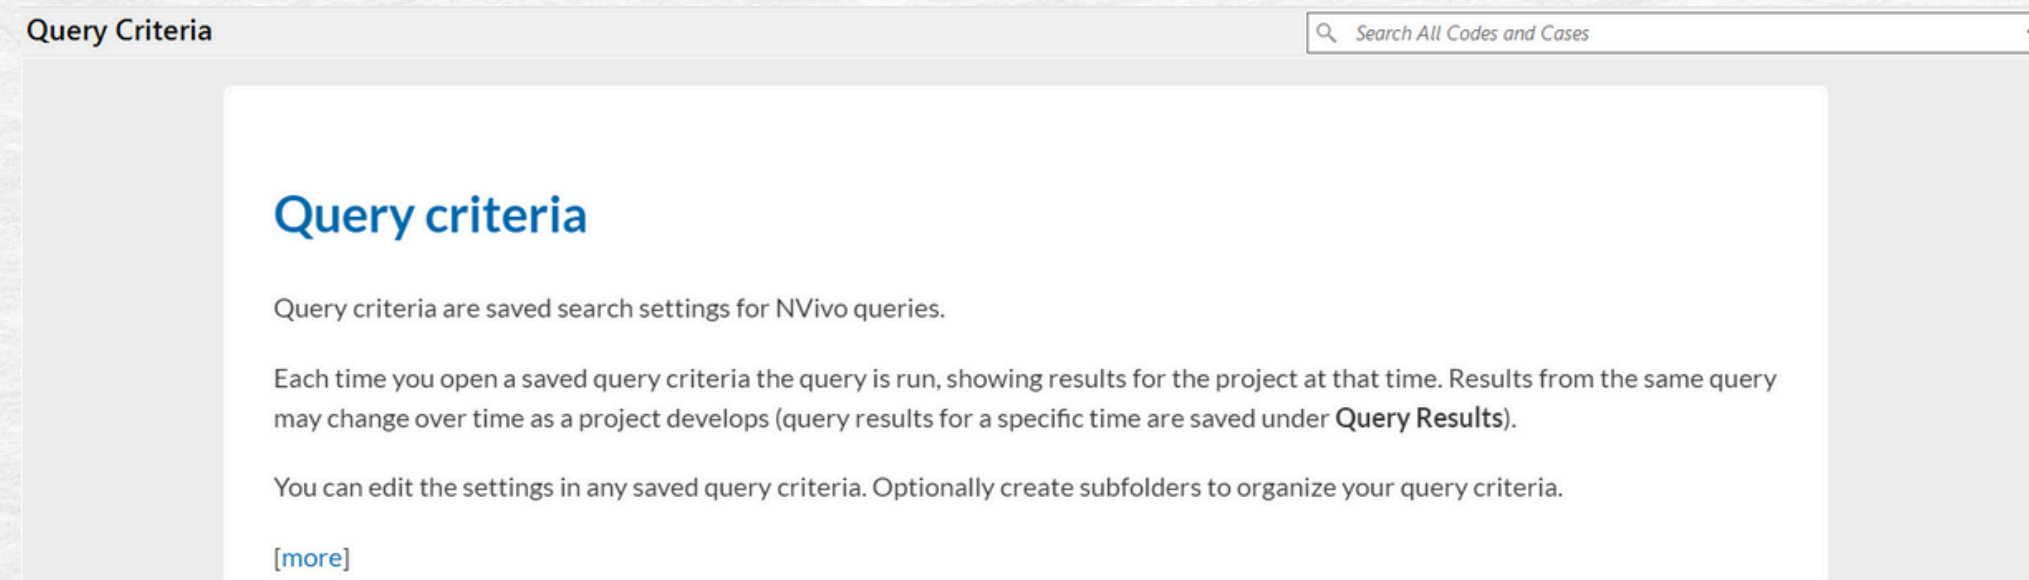 Query Criteria
Search All Codes and Cases
Query criteria
Query criteria are saved search settings for NVivo queries.
Each time you open a saved query criteria the query is run, showing results for the project at that time. Results from the same query
may change over time as a project develops (query results for a specific time are saved under Query Results).
You can edit the settings in any saved query criteria. Optionally create subfolders to organize your query criteria.
[more]